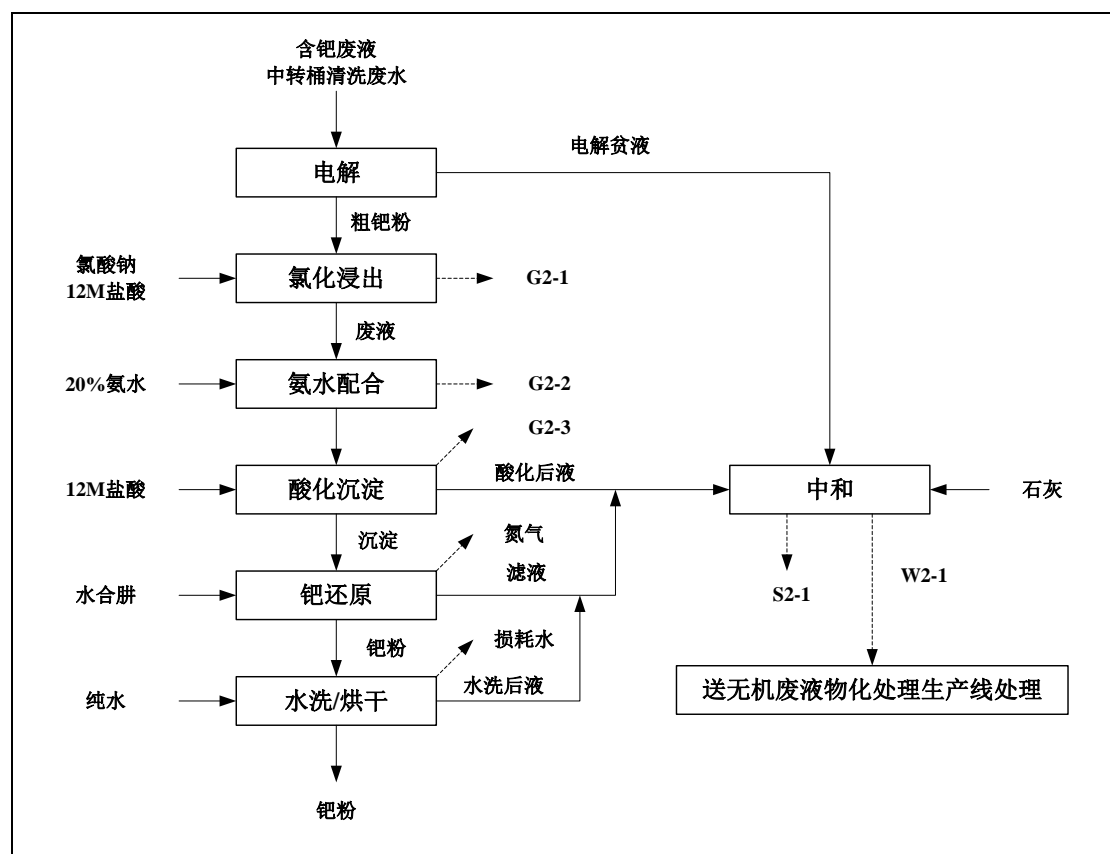 含钯废液
中转桶清洗废水
电解贫液
电解
粗钯粉
氯酸钠
12M盐酸
氯化浸出
G2-1
废液
20%氨水
氨水配合
G2-2
G2-3
12M盐酸
酸化沉淀
酸化后液
中和
石灰
沉淀
氮气
滤液
水合肼
钯还原
S2-1
W2-1
钯粉
损耗水
纯水
水洗/烘干
水洗后液
送无机废液物化处理生产线处理
钯粉